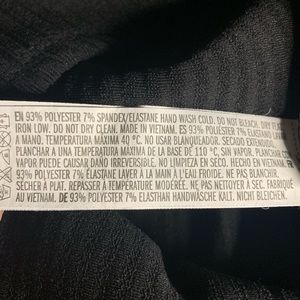 EN 93% POLYESTER 7% SPANDEX/ELASTANE HAND WASH COLD. DO NOT BLEACH. DRY FLAT.
IRON LOW. DO NOT DRY CLEAN. MADE IN VIETNAM. ES 93% POLIÉSTER 7% ELASTANO LAVAR
A MANO. TEMPERATURA MÁXIMA 40 °C. NO USAR BLANQUEADOR. SECADO EXTENDIDO.
PLANCHAR A UNA TEMPERATURA MÁXIMA DE LA BASE DE 110 °C, SIN VAPOR. PLANCHAR CON
VAPOR PUEDE CAUSAR DAÑO IRREVERSIBLE. NO LIMPIEZA EN SECO. HECHO EN VIETNAM. FR
93% POLYESTER 7% ÉLASTANE LAVER À LA MAIN À L'EAU FROIDE. NE PAS BLANCHIR.
SÉCHER À PLAT. REPASSER À TEMPÉRATURE MODÉRÉE. NE PAS NETTOYER À SEC. FABRIQUÉ
AU VIETNAM. DE 93% POLYESTER 7% ELASTHAN HANDWÄSCHE KALT. NICHT BLEICHEN.